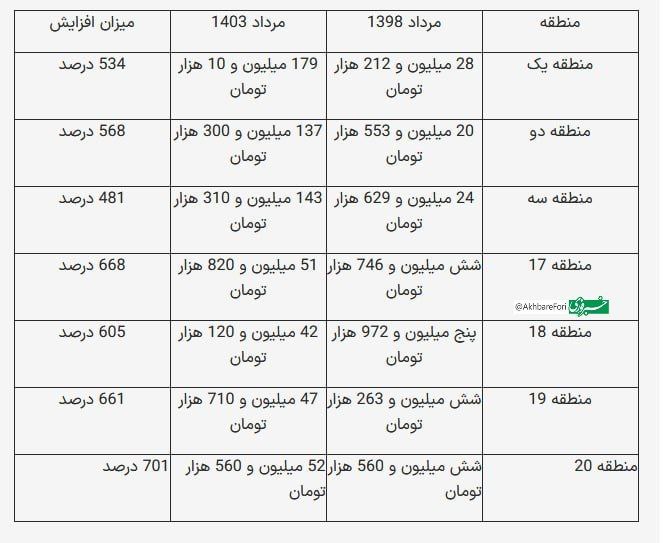 منطقه	مرداد 1398	مرداد 1403	میزان افزایش
منطقه یک	28 میلیون و 212 هزار تومان	179 میلیون و 10 هزار تومان	534 درصد
منطقه دو	20 میلیون و 553 هزار تومان	137 میلیون و 300 هزار تومان	568 درصد
منطقه سه	24 میلیون و 629 هزار تومان	143 میلیون و 310 هزار تومان	481 درصد
منطقه 17	شش میلیون و 746 هزار تومان	51 میلیون و 820 هزار تومان	668 درصد
@AkhbareFori
منطقه 18	پنج میلیون و 972 هزار تومان	42 میلیون و 120 هزار تومان	605 درصد
منطقه 19	شش میلیون و 263 هزار تومان	47 میلیون و 710 هزار تومان	661 درصد
منطقه 20	شش میلیون و 560 هزار تومان	52 میلیون و 560 هزار تومان	701 درصد